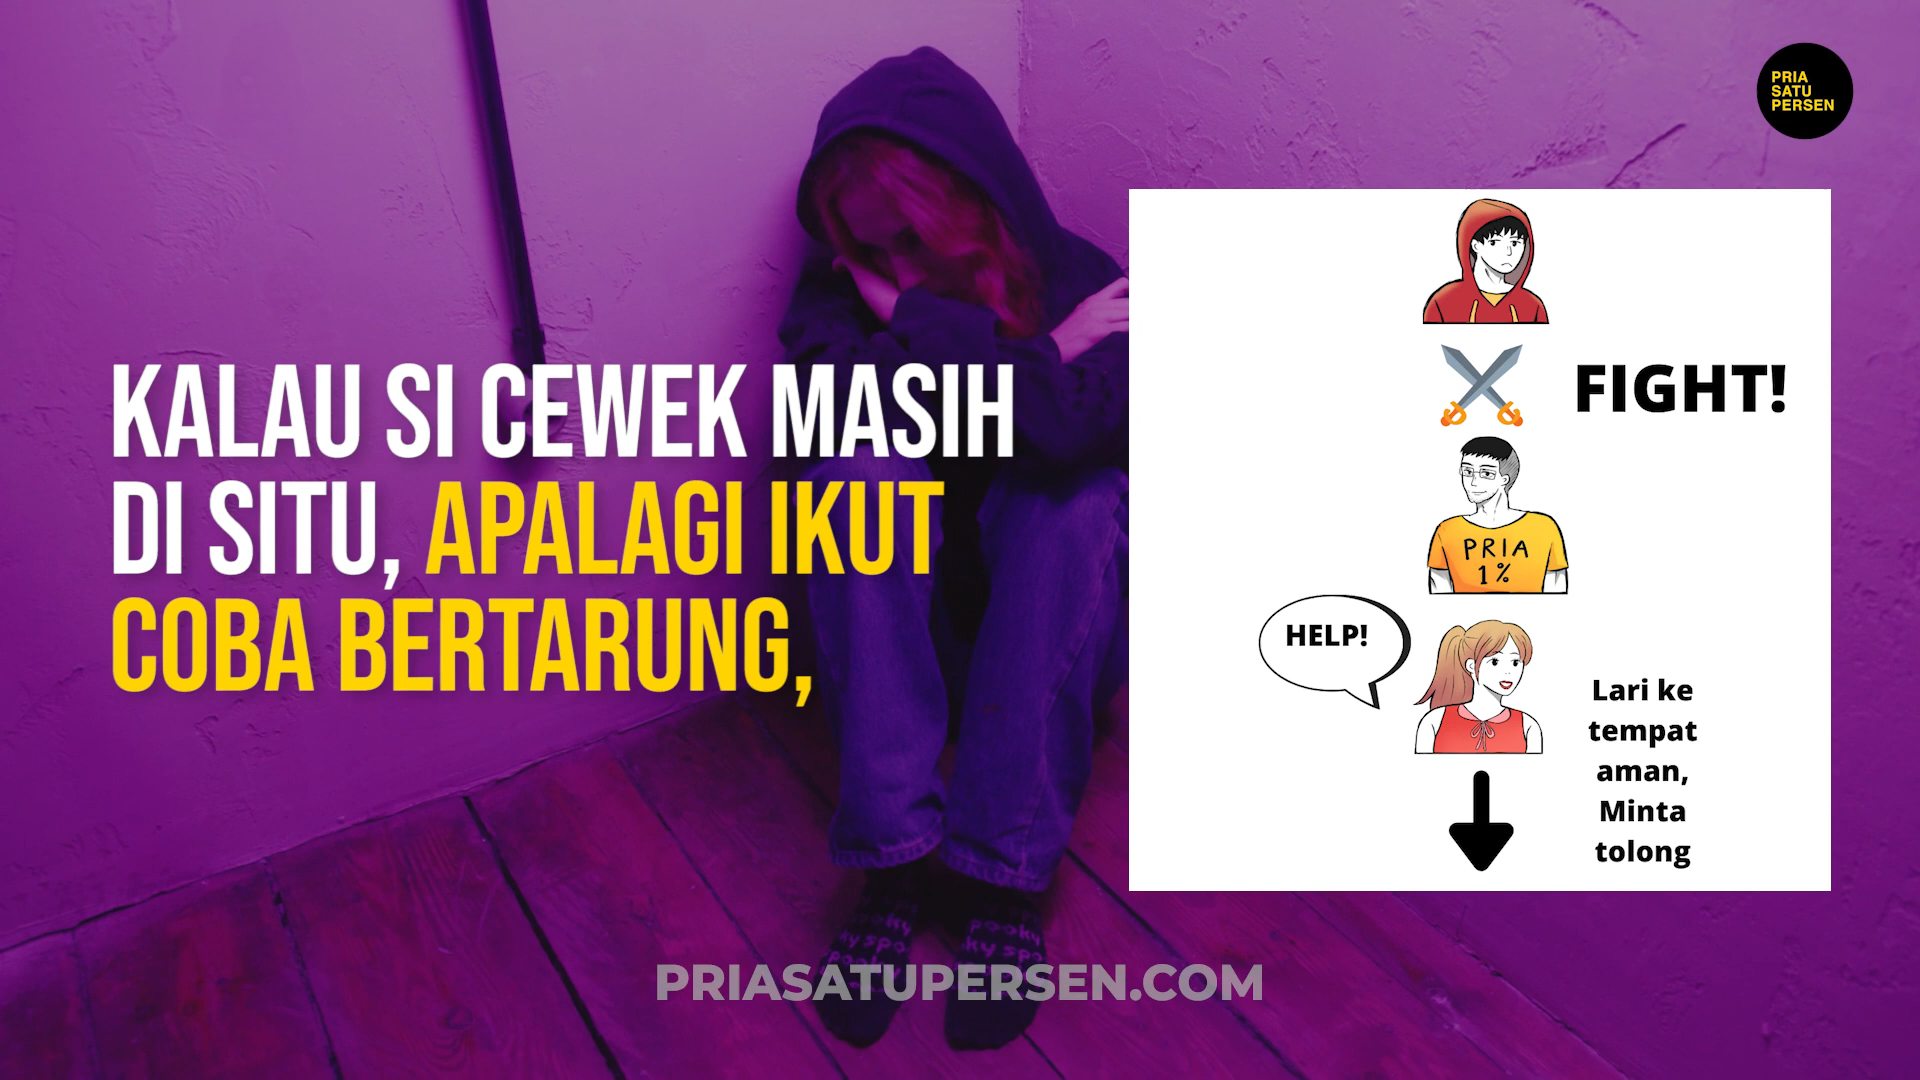 PRIA
SATU
PERSEN
KALAU SI CEWEK MASIH
DI SITU, APALAGI IKUT
COBA BERTARUNG,
FIGHT!
PRIA
1%
HELP!
Lari ke
tempat
aman,
Minta
tolong
PRIASATUPERSEN.COM